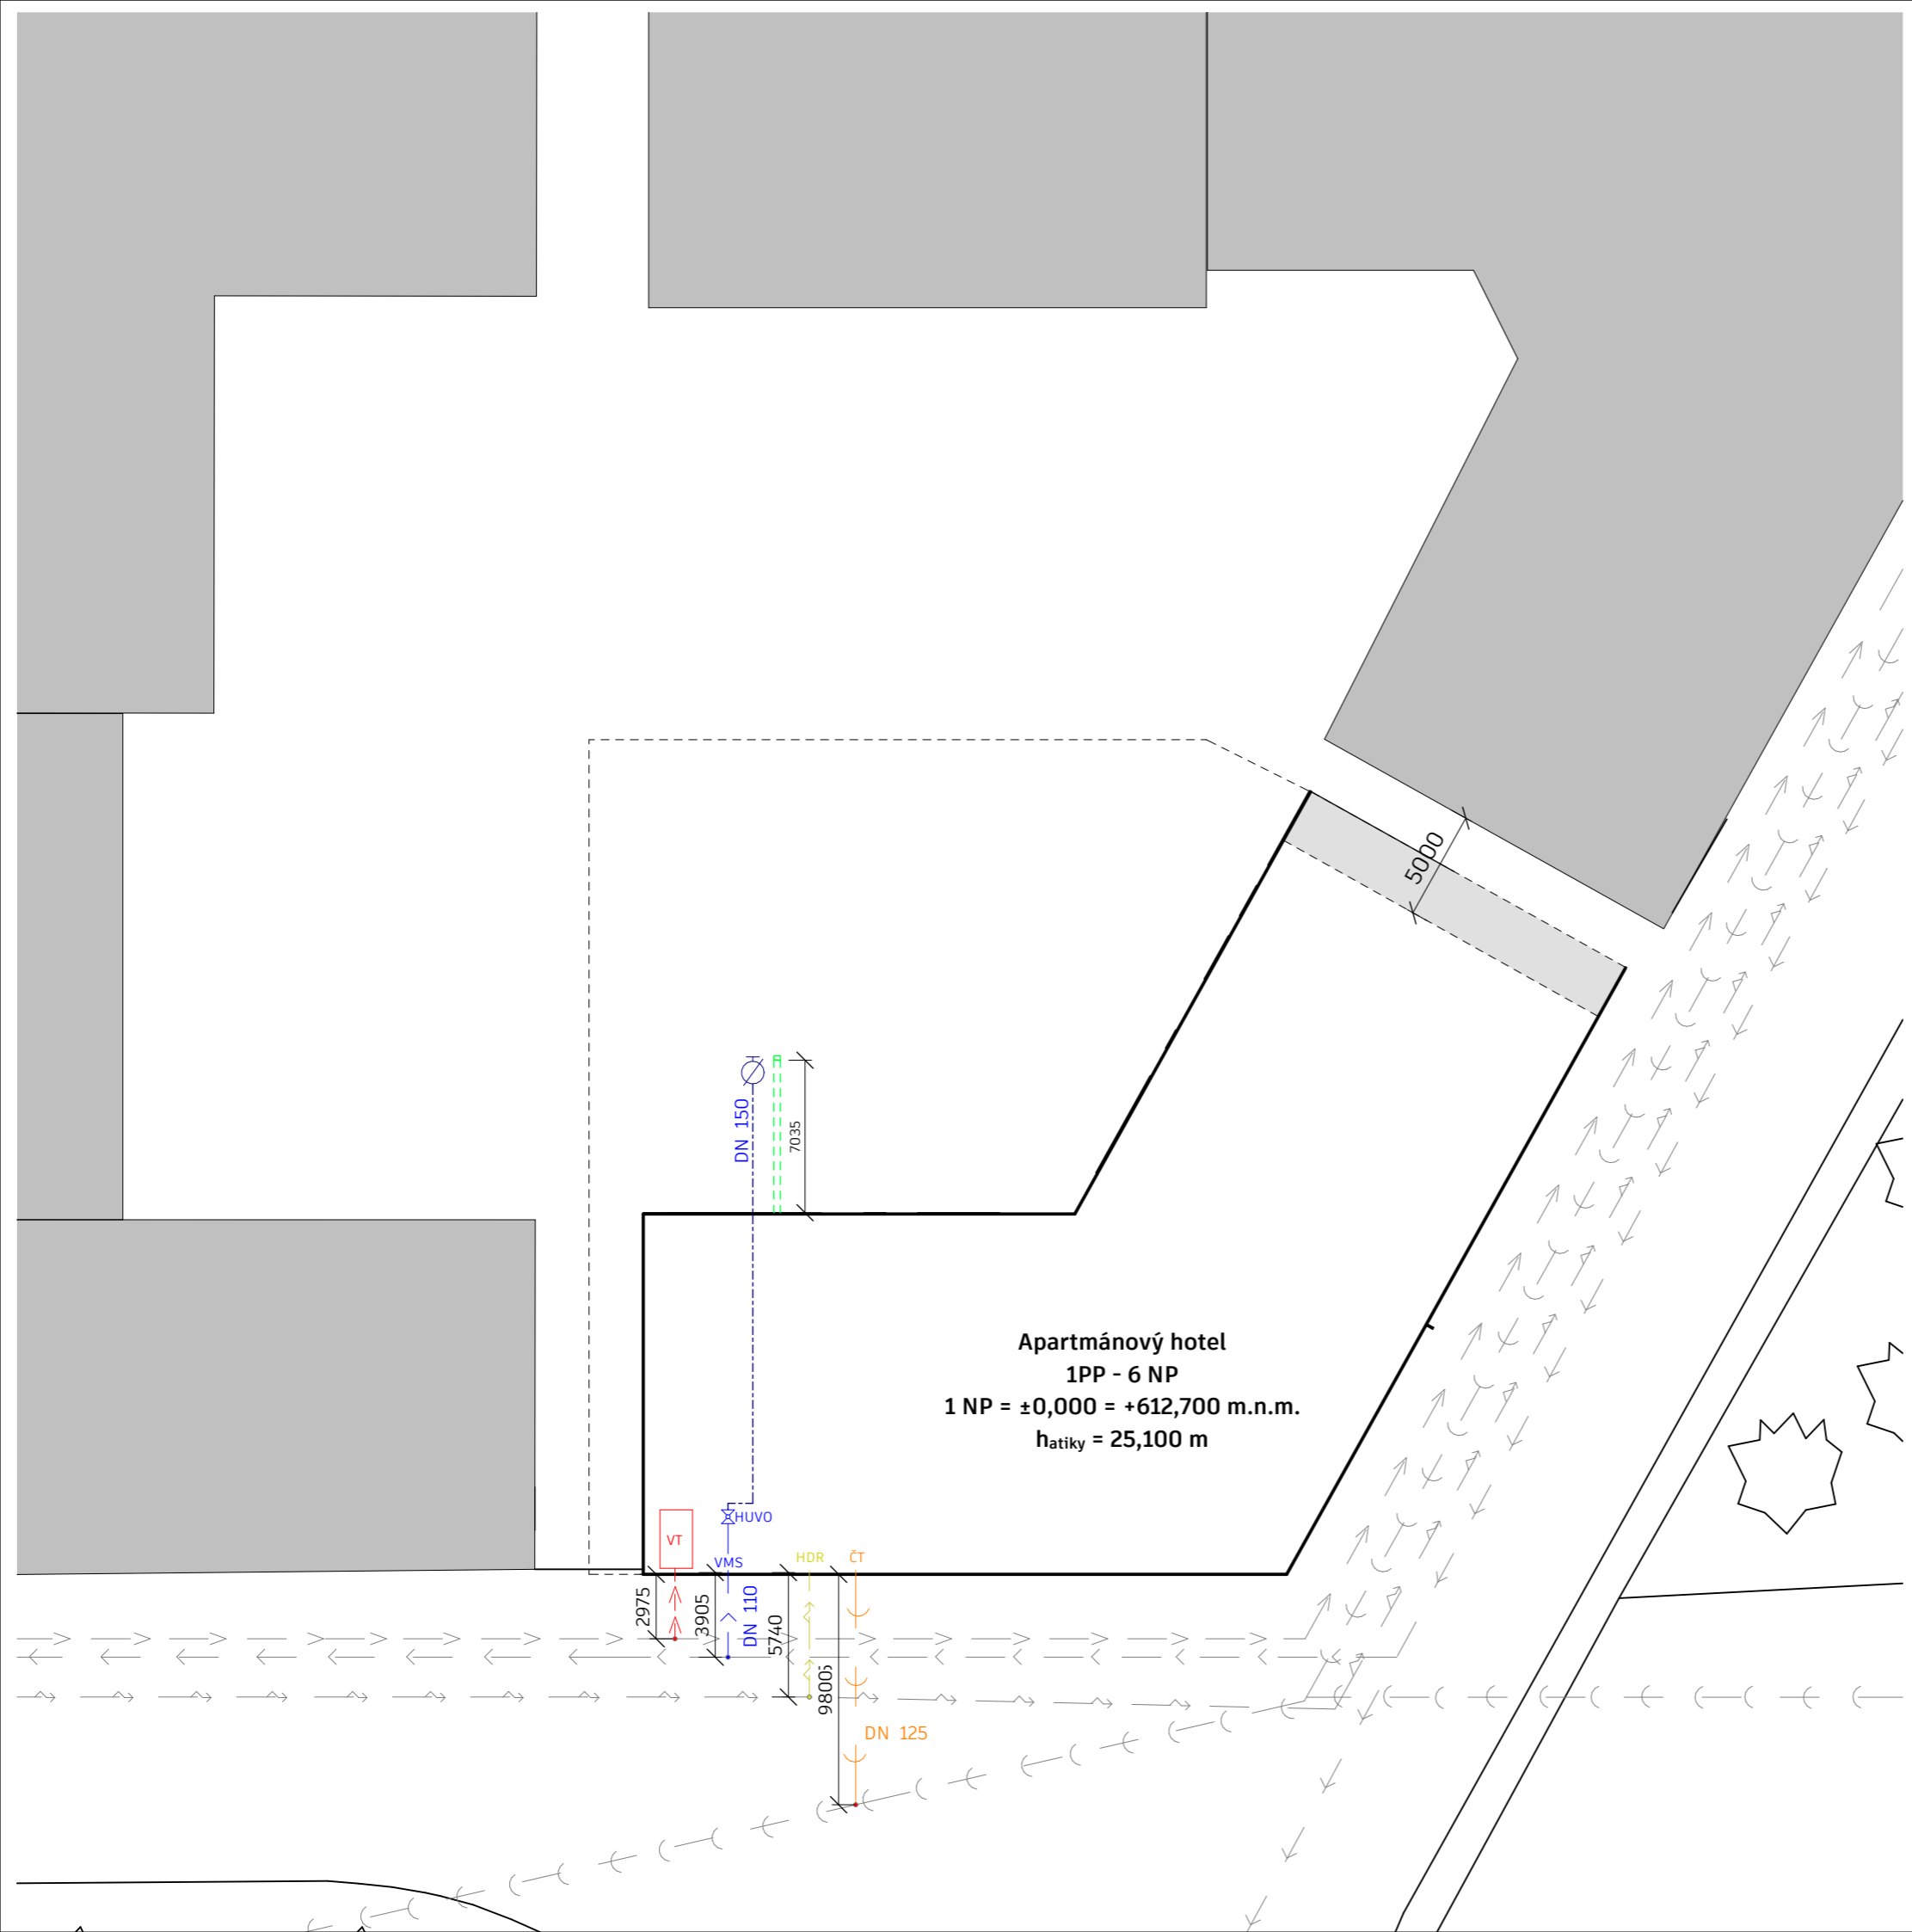 5000
DN 150
7035
Apartmánový hotel
1PP - 6 NP
1 NP = ±0,000 = +612,700 m.n.m.
hatiky = 25,100 m
HUVO
VT
VMS
HDR
ČT
2975
3905
DN 110
5740
DN 125